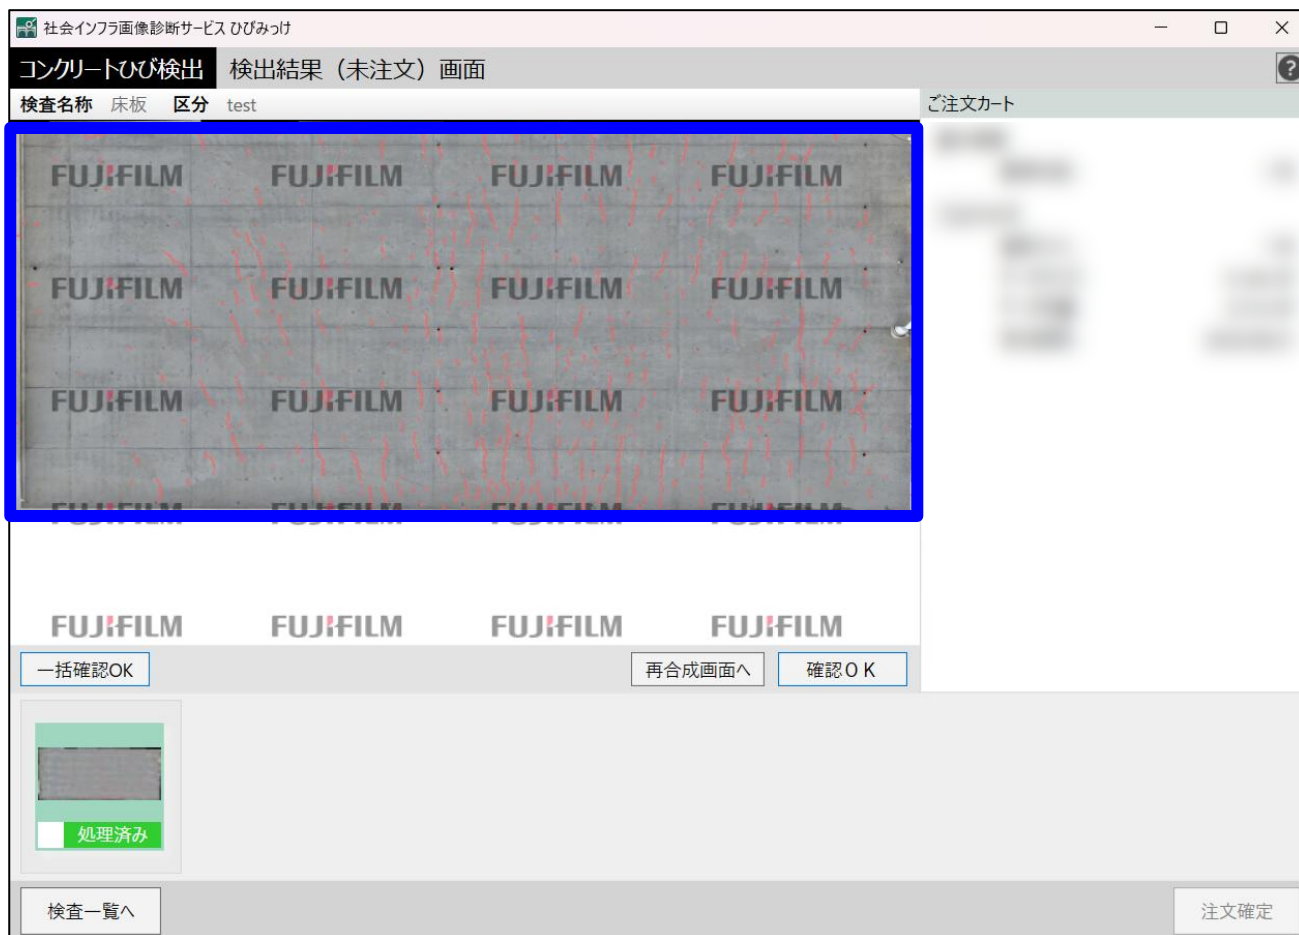 社会インフラ画像診断サービス ひびみっけ
コンクリートひび検出 検出結果（未注文）画面
検査名称 床板 区分 test
ご注文カート
FUJIFILM FUJIFILM FUJIFILM FUJIFILM
FUJIFILM FUJIFILM FUJIFILM FUJIFILM
FUJIFILM FUJIFILM FUJIFILM FUJIFILM
FUJIFILM FUJIFILM FUJIFILM FUJIFILM
FUJIFILM FUJIFILM FUJIFILM FUJIFILM
一括確認OK 再合成画面へ 確認ＯＫ
処理済み
検査一覧へ 注文確定